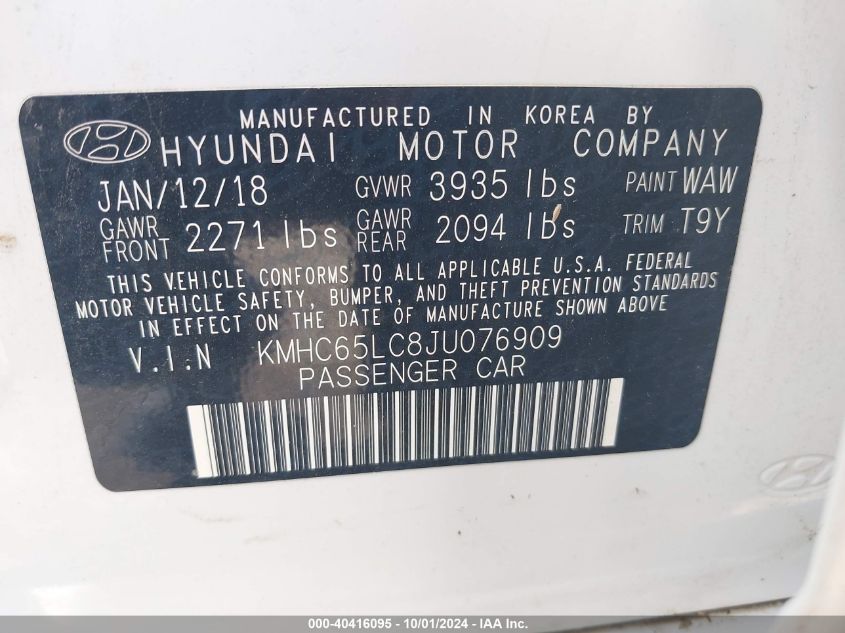 MANUFACTURED IN KOREA BY
HYUNDAI MOTOR COMPANY
JAN/12/18 GVWR 3935 lbs PAINT WAW
GAWR FRONT 2271 lbs GAWR REAR 2094 lbs TRIM T9Y
THIS VEHICLE CONFORMS TO ALL APPLICABLE U.S.A. FEDERAL
MOTOR VEHICLE SAFETY, BUMPER, AND THEFT PREVENTION STANDARDS
IN EFFECT ON THE DATE OF MANUFACTURE SHOWN ABOVE
V.I.N KMHC65LC8JU076909
PASSENGER CAR
000-40416095 - 10/01/2024 - IAA Inc.